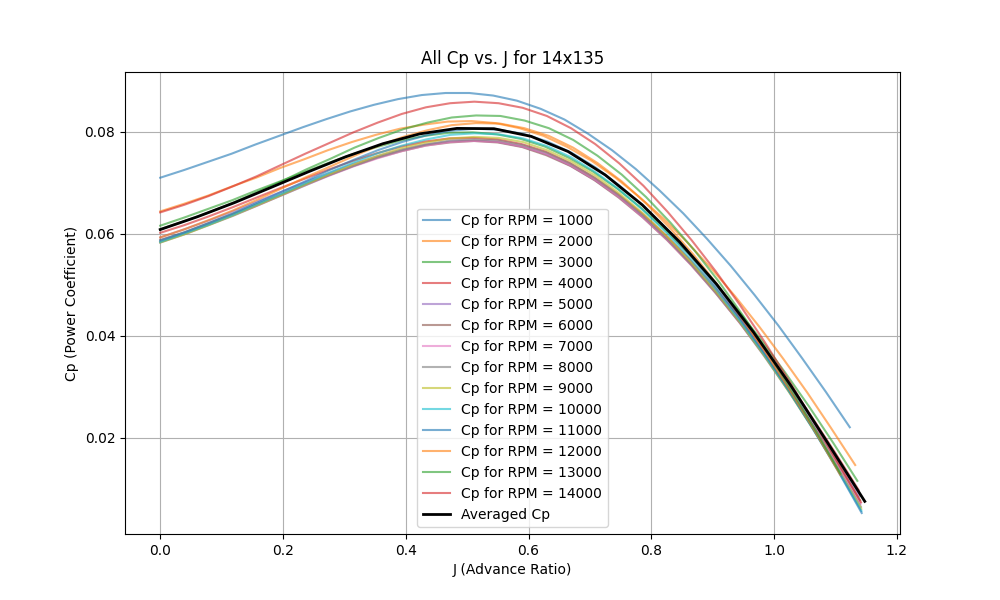 All Cp vs. J for 14x135
Cp (Power Coefficient)
0.08
0.06
0.04
0.02
Cp for RPM = 1000
Cp for RPM = 2000
Cp for RPM = 3000
Cp for RPM = 4000
Cp for RPM = 5000
Cp for RPM = 6000
Cp for RPM = 7000
Cp for RPM = 8000
Cp for RPM = 9000
Cp for RPM = 10000
Cp for RPM = 11000
Cp for RPM = 12000
Cp for RPM = 13000
Cp for RPM = 14000
Averaged Cp
0.0 0.2 0.4 0.6 0.8 1.0 1.2
J (Advance Ratio)